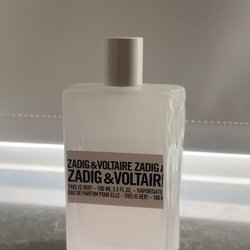 ZADIG & VOLTAIRE ZADIG &
ZADIG & VOLTAIRE
THIS IS HER! - 100 ML 3.3 FL. OZ. - VAPORISATE
EAU DE PARFUM POUR ELLE - THIS IS HER! - 100 M